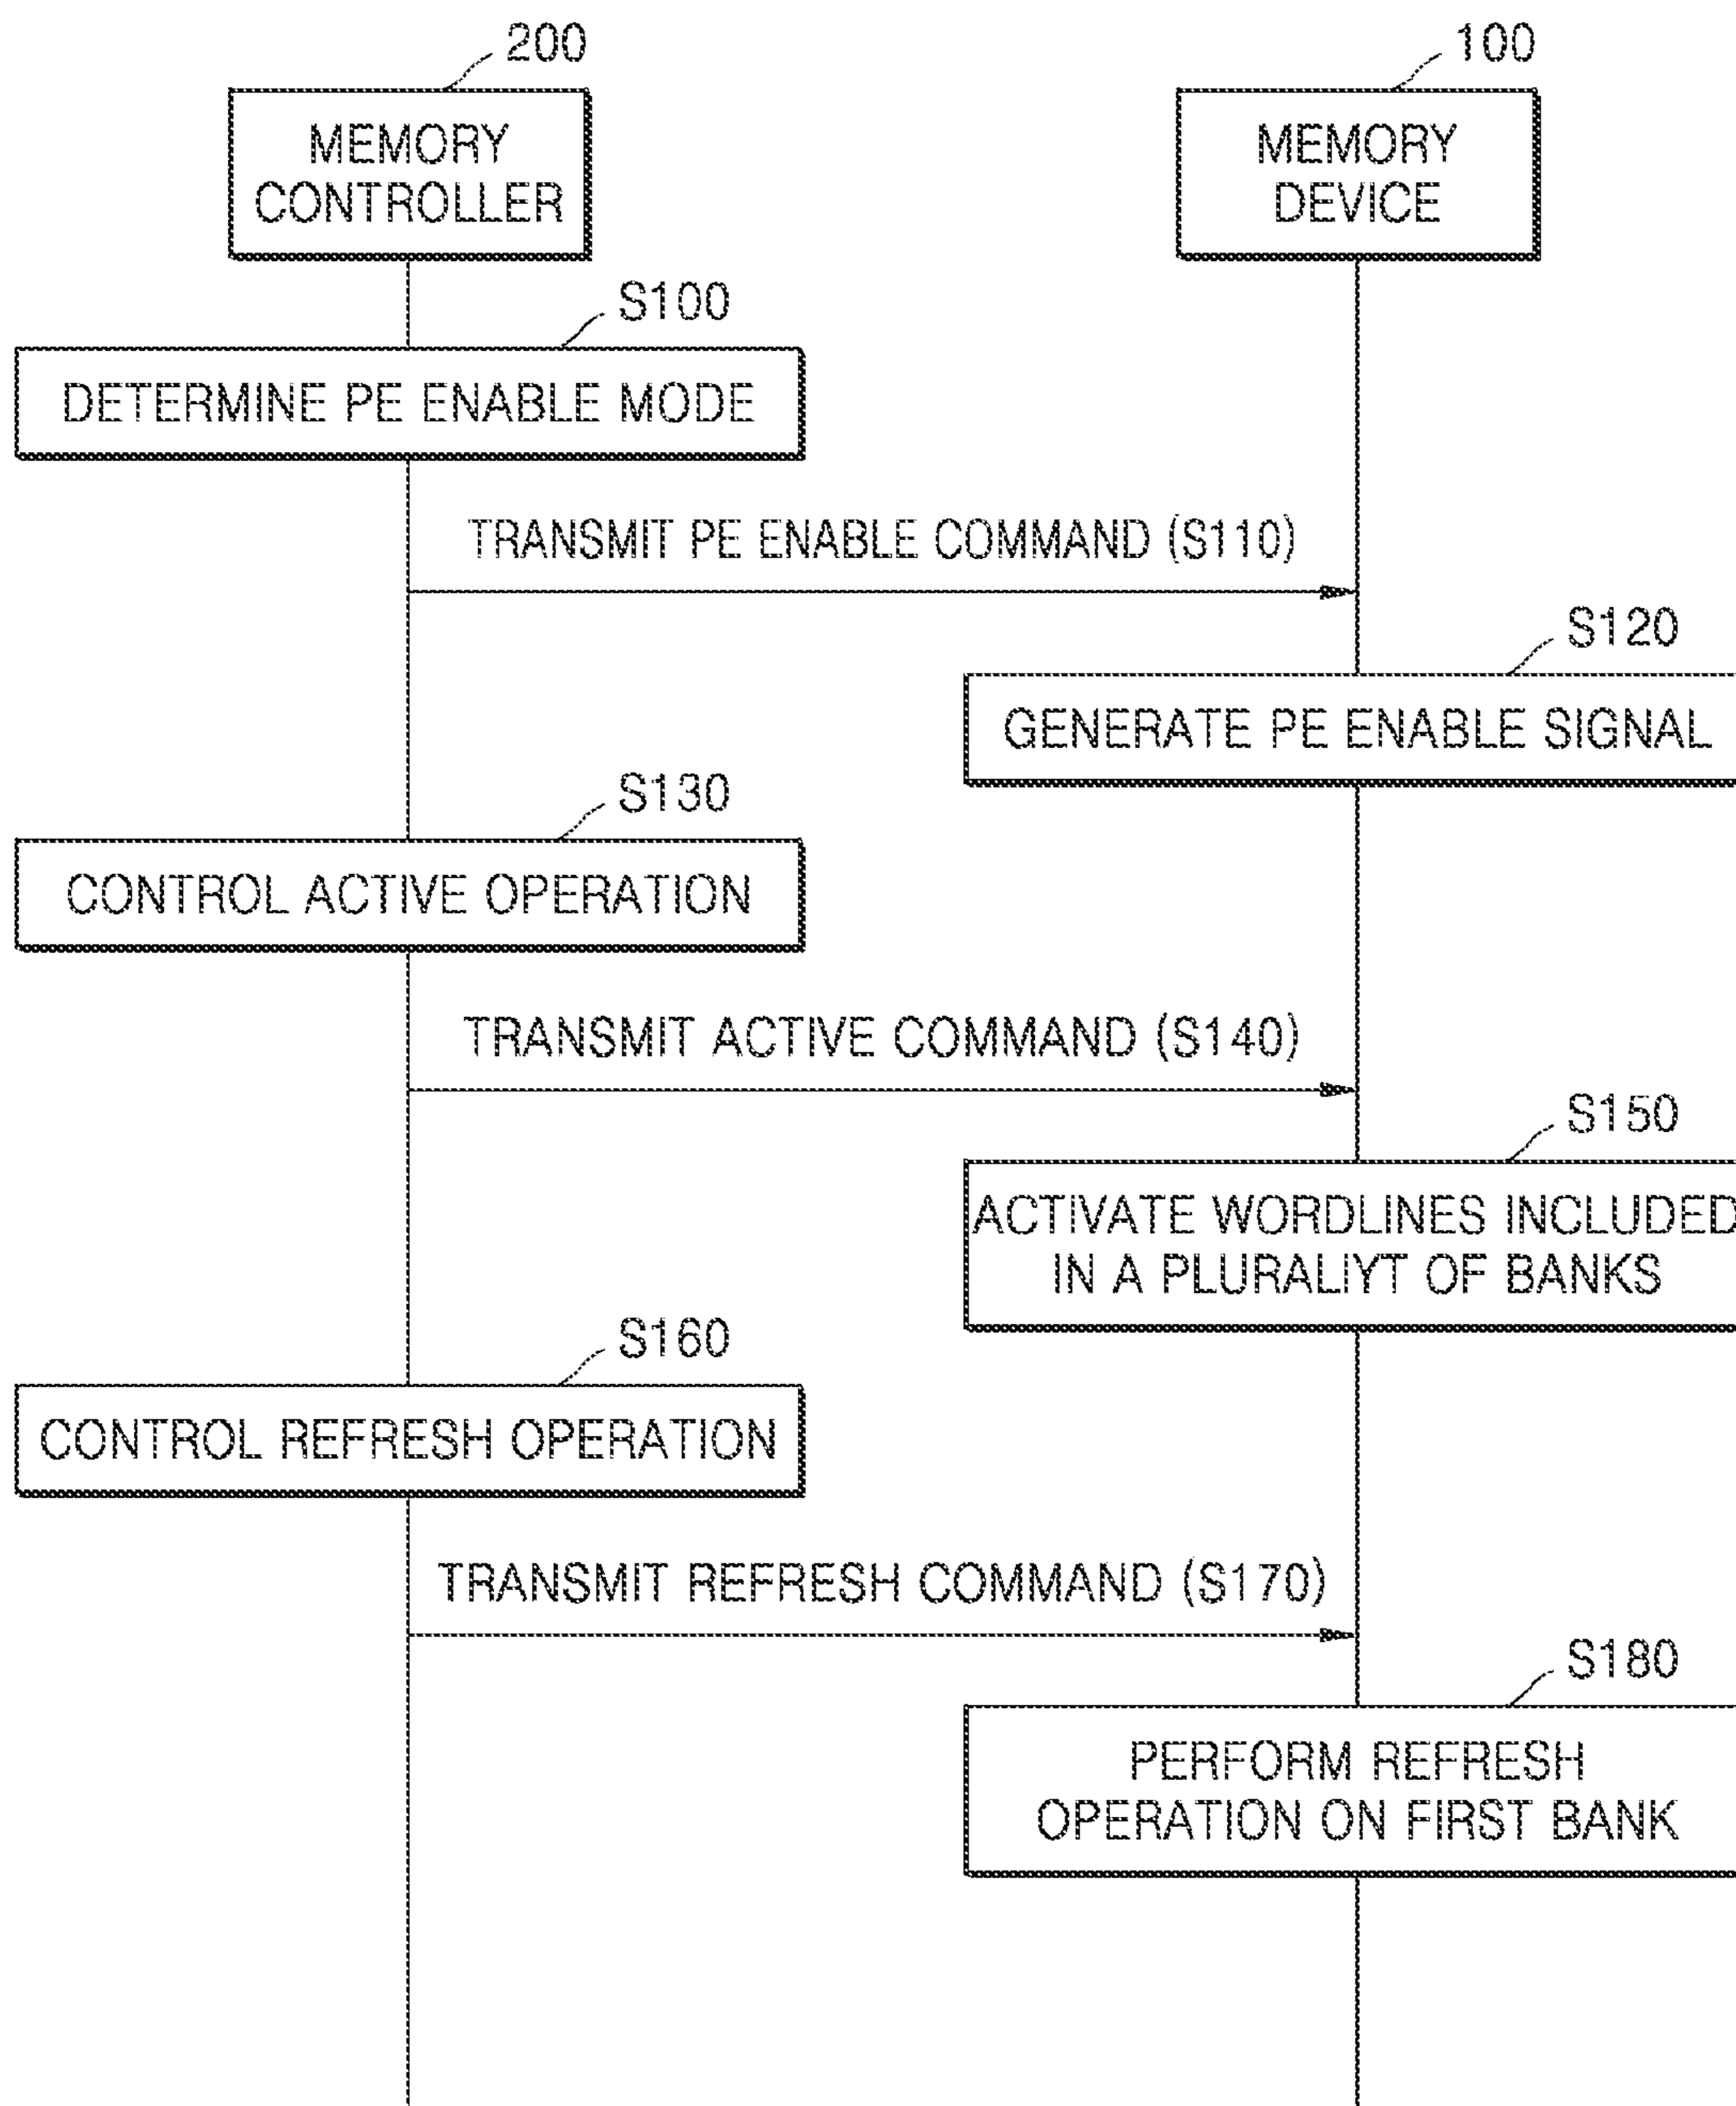 200
100
MEMORY
CONTROLLER
MEMORY
DEVICE
S100
DETERMINE PE ENABLE MODE
TRANSMIT PE ENABLE COMMAND (S110)
S120
GENERATE PE ENABLE SIGNAL
S130
CONTROL ACTIVE OPERATION
TRANSMIT ACTIVE COMMAND (S140)
S150
ACTIVATE WORDLINES INCLUDED
IN A PLURALIYT OF BANKS
S160
CONTROL REFRESH OPERATION
TRANSMIT REFRESH COMMAND (S170)
S180
PERFORM REFRESH
OPERATION ON FIRST BANK